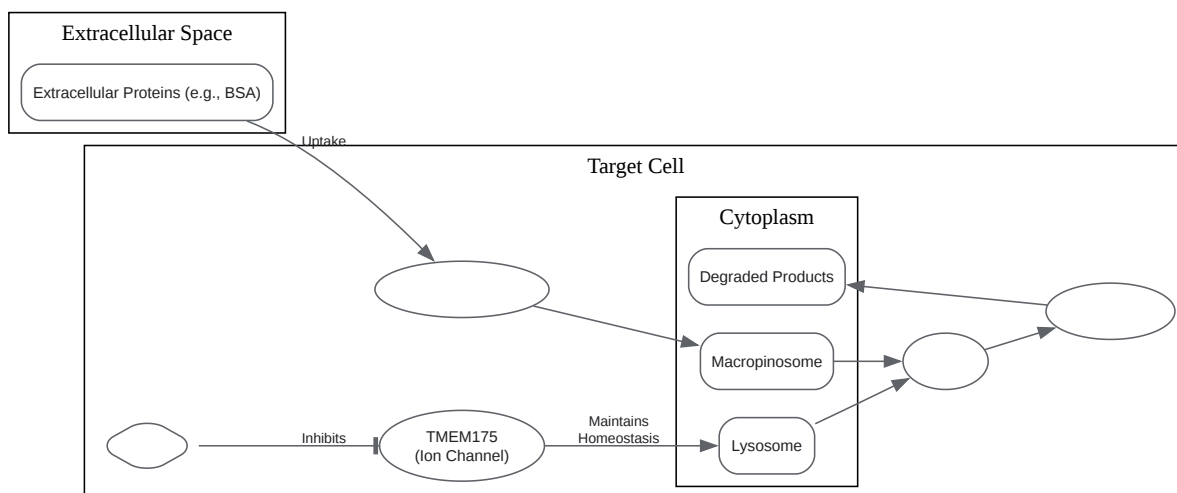 Extracellular Space
Extracellular Proteins (e.g., BSA)
Uptake
Target Cell
Cytoplasm
Degraded Products
Macropinosome
Inhibits
TMEM175
(Ion Channel)
Maintains
Homeostasis
Lysosome